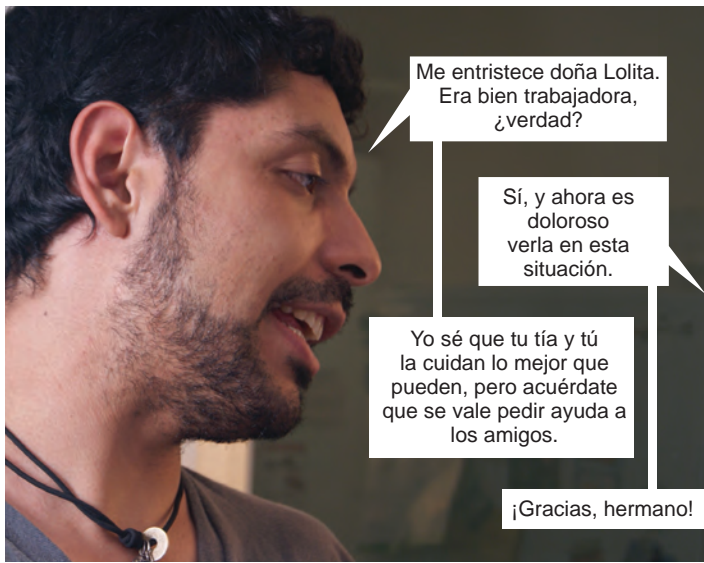 Me entristece doña Lolita.
Era bien trabajadora,
¿verdad?
Sí, y ahora es
doloroso
verla en esta
situación.
Yo sé que tu tía y tú
la cuidan lo mejor que
pueden, pero acuérdate
que se vale pedir ayuda a
los amigos.
¡Gracias, hermano!